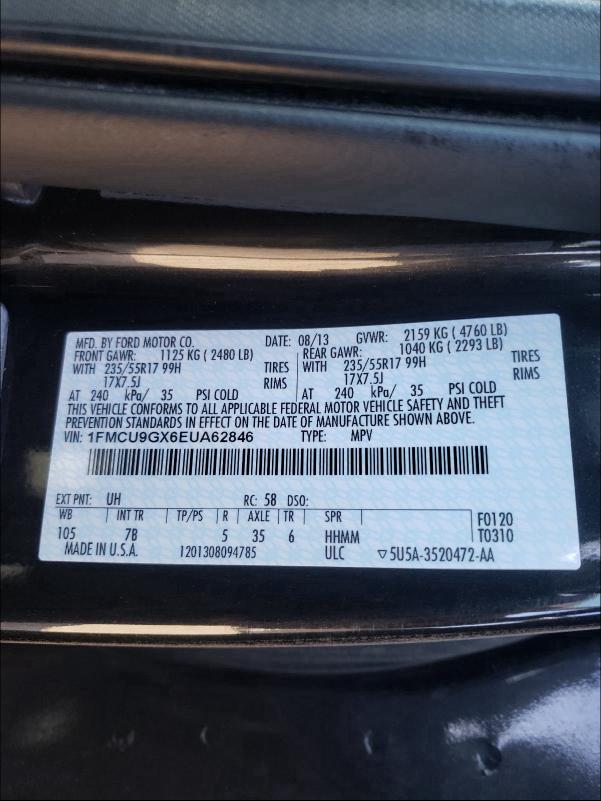 MFD. BY FORD MOTOR CO. DATE: 08/13 GVWR: 2159 KG ( 4760 LB)
FRONT GAWR: 1125 KG ( 2480 LB) REAR GAWR: 1040 KG ( 2293 LB)
WITH 235/55R17 99H TIRES WITH 235/55R17 99H TIRES
17X7.5J RIMS 17X7.5J RIMS
AT 240 kPa/ 35 PSI COLD AT 240 kPa/ 35 PSI COLD
THIS VEHICLE CONFORMS TO ALL APPLICABLE FEDERAL MOTOR VEHICLE SAFETY AND THEFT
PREVENTION STANDARDS IN EFFECT ON THE DATE OF MANUFACTURE SHOWN ABOVE.
VIN: 1FMCU9GX6EUA62846 TYPE: MPV
EXT PNT: UH RC: 58 DSO:
WB INT TR TP/PS R AXLE TR SPR F0120
105 7B 5 35 6 HHMM T0310
MADE IN U.S.A. 1201308094785 ULC ▽5U5A-3520472-AA